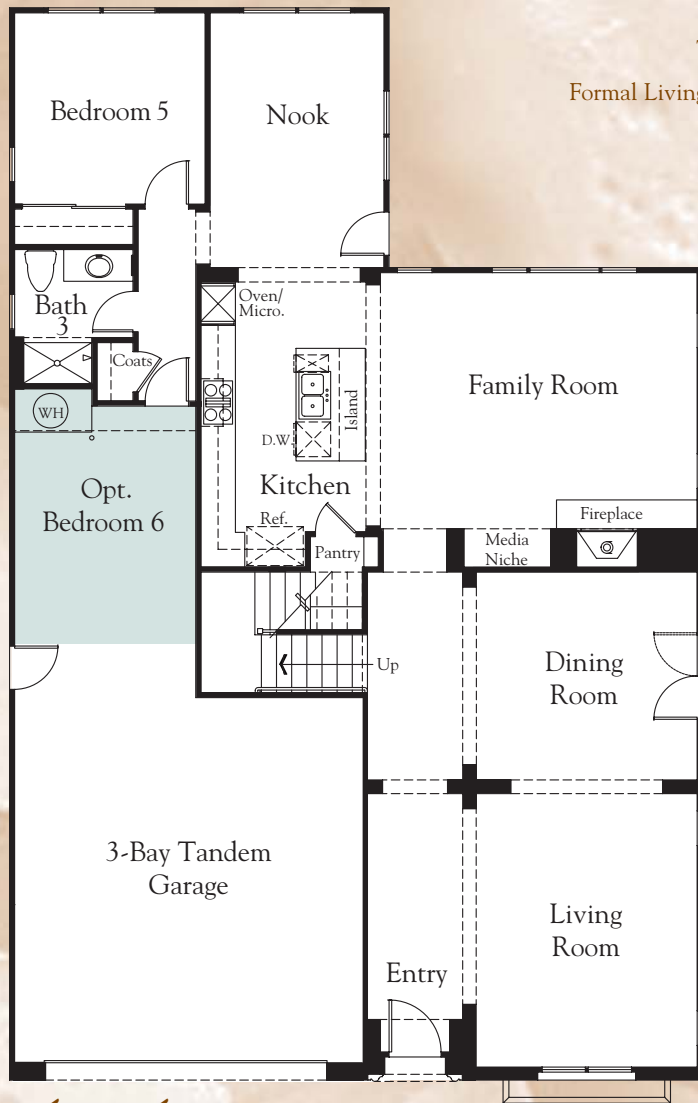 Formal Living
Bedroom 5
Nook
Oven/
Micro.
Bath
3
Coats
Family Room
WH
Island
D.W.
Opt.
Bedroom 6
Kitchen
Ref.
Fireplace
Pantry
Media
Niche
Up
Dining
Room
3-Bay Tandem
Garage
Living
Room
Entry